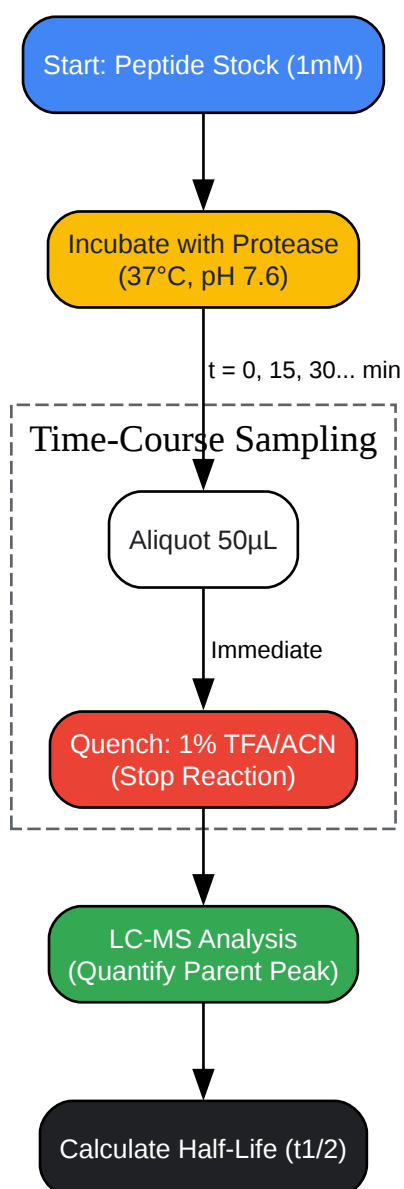 Start: Peptide Stock (1mM)
Incubate with Protease
(37°C, pH 7.6)
t = 0, 15, 30... min
Time-Course Sampling
Aliquot 50µL
Immediate
Quench: 1% TFA/ACN
(Stop Reaction)
LC-MS Analysis
(Quantify Parent Peak)
Calculate Half-Life (t1/2)